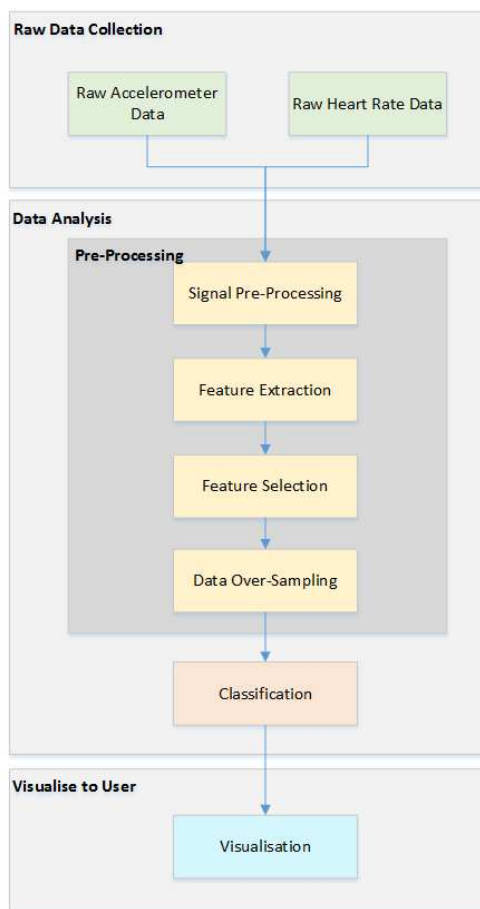 Raw Data Collection
Raw Accelerometer
Data
Raw Heart Rate Data
Data Analysis
Pre-Processing
Signal Pre-Processing
Feature Extraction
Feature Selection
Data Over-Sampling
Classification
Visualise to User
Visualisation